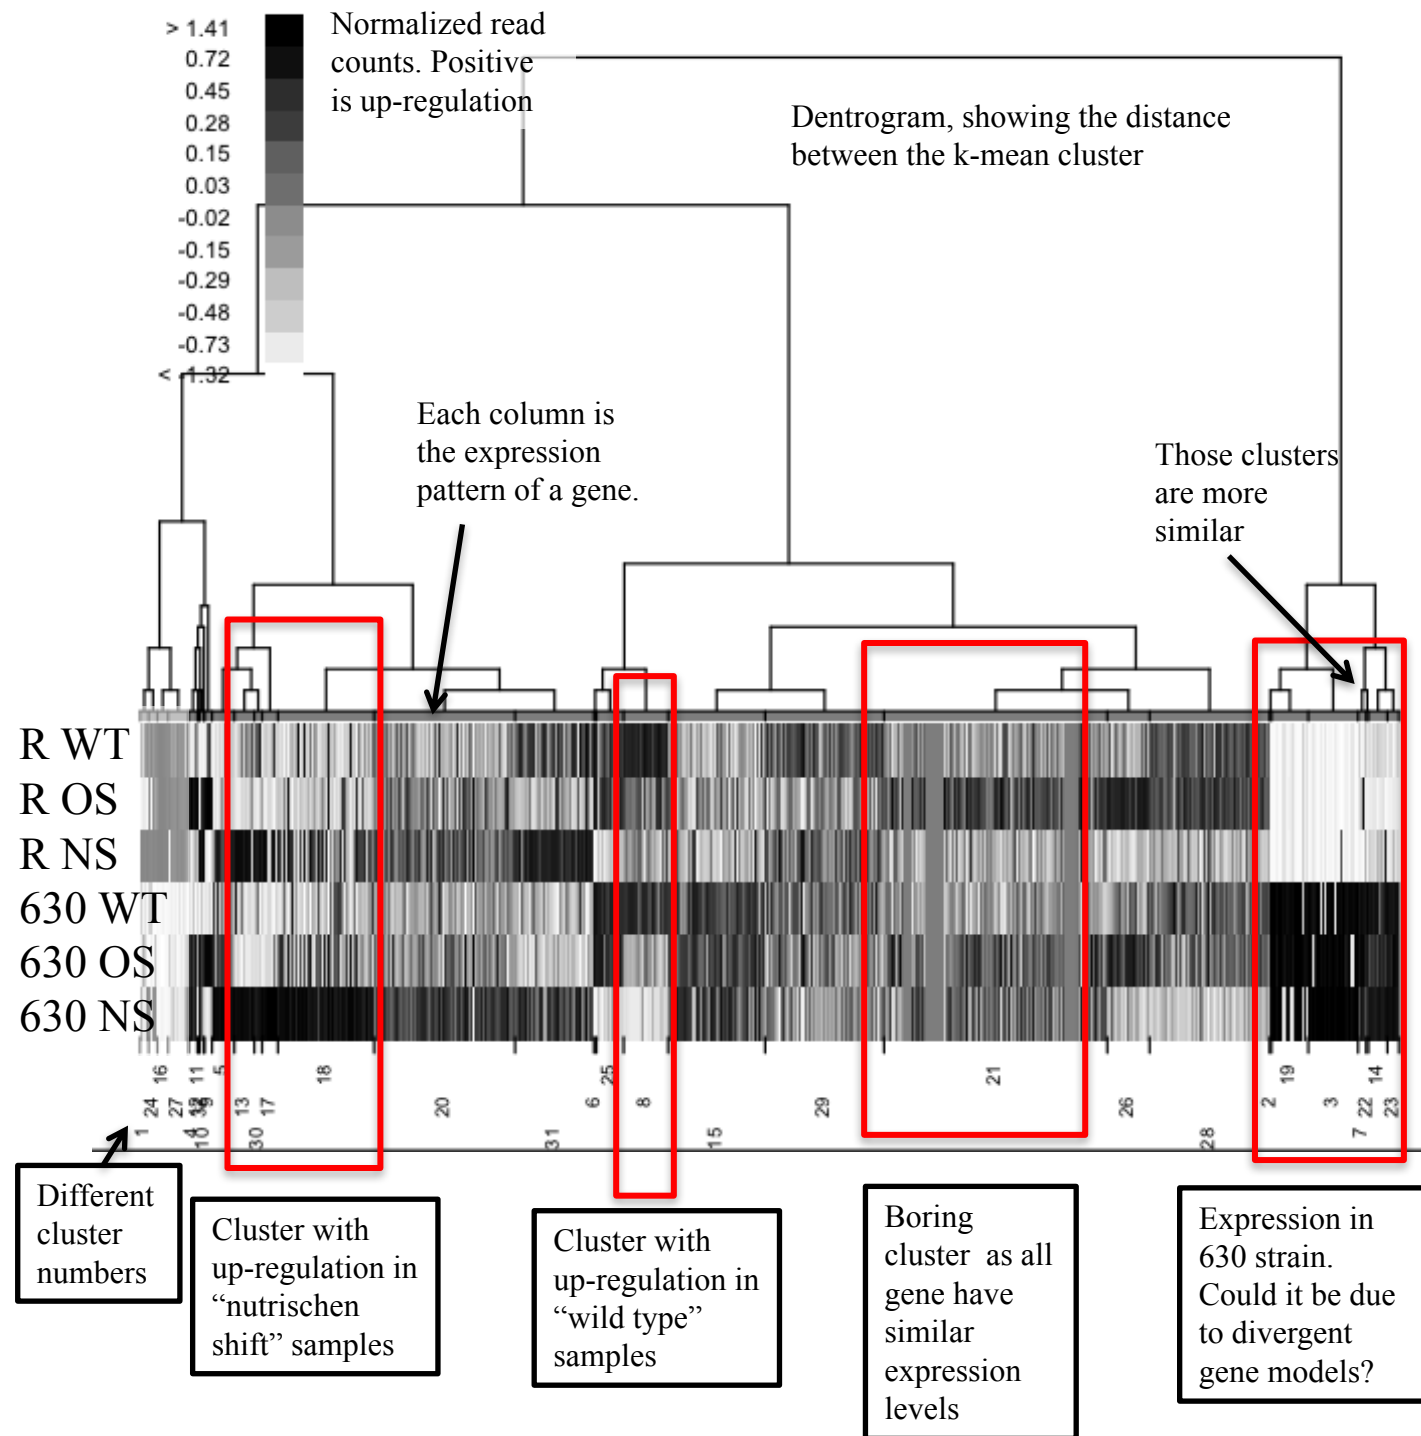 > 1.41
0.72
0.45
0.28
0.15
0.03
-0.02
-0.15
-0.29
-0.48
-0.73
< -1.32
Normalized read
counts. Positive
is up-regulation
Dentrogram, showing the distance
between the k-mean cluster
Each column is
the expression
pattern of a gene.
Those clusters
are more
similar
R WT
R OS
R NS
630 WT
630 OS
630 NS
1
24
16
27
4
11
10
9
5
13
30
17
18
20
31
6
25
8
15
29
21
26
28
2
19
3
7
22
14
23
Different
cluster
numbers
Cluster with
up-regulation in
“nutrischen
shift” samples
Cluster with
up-regulation in
“wild type”
samples
Boring
cluster as all
gene have
similar
expression
levels
Expression in
630 strain.
Could it be due
to divergent
gene models?